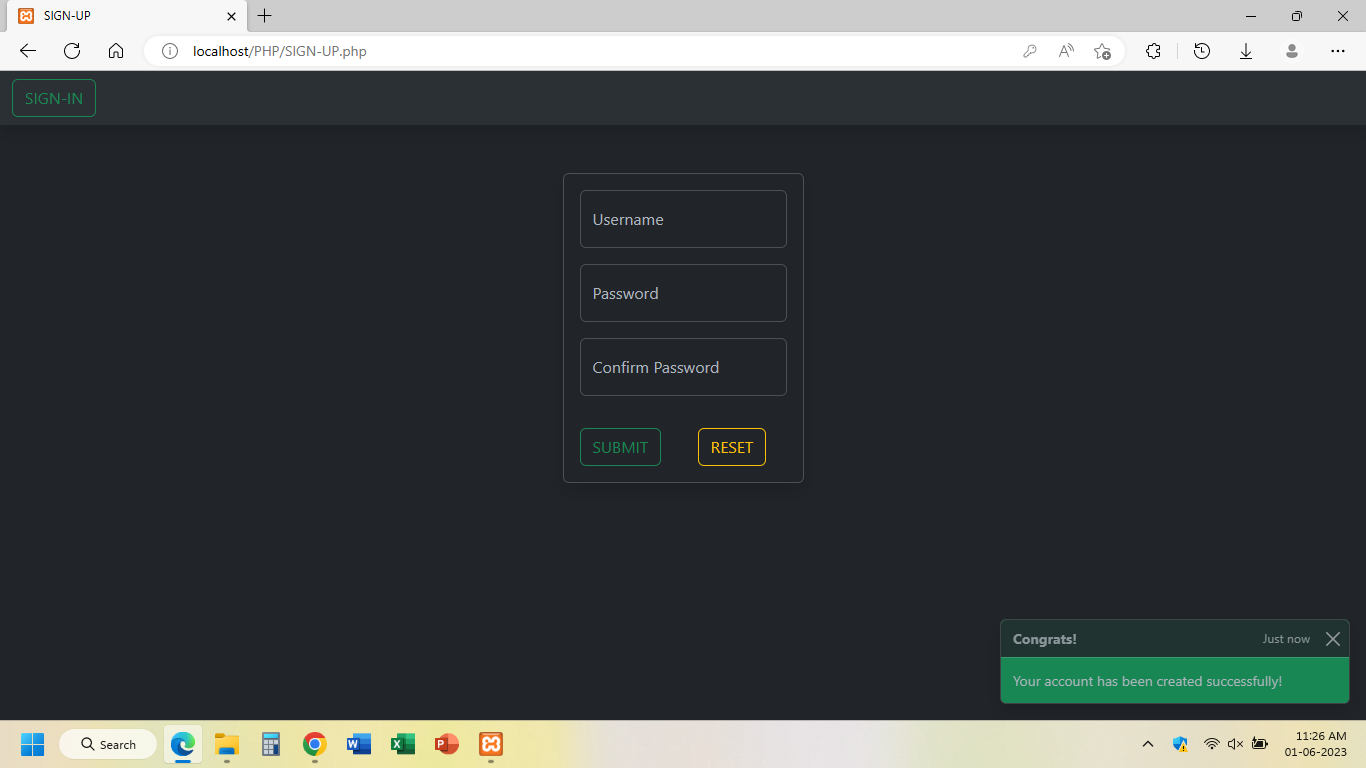 SIGN-UP
localhost/PHP/SIGN-UP.php
SIGN-IN
Username
Password
Confirm Password
SUBMIT RESET
Congrats! Just now
Your account has been created successfully!
Search
11:26 AM
01-06-2023